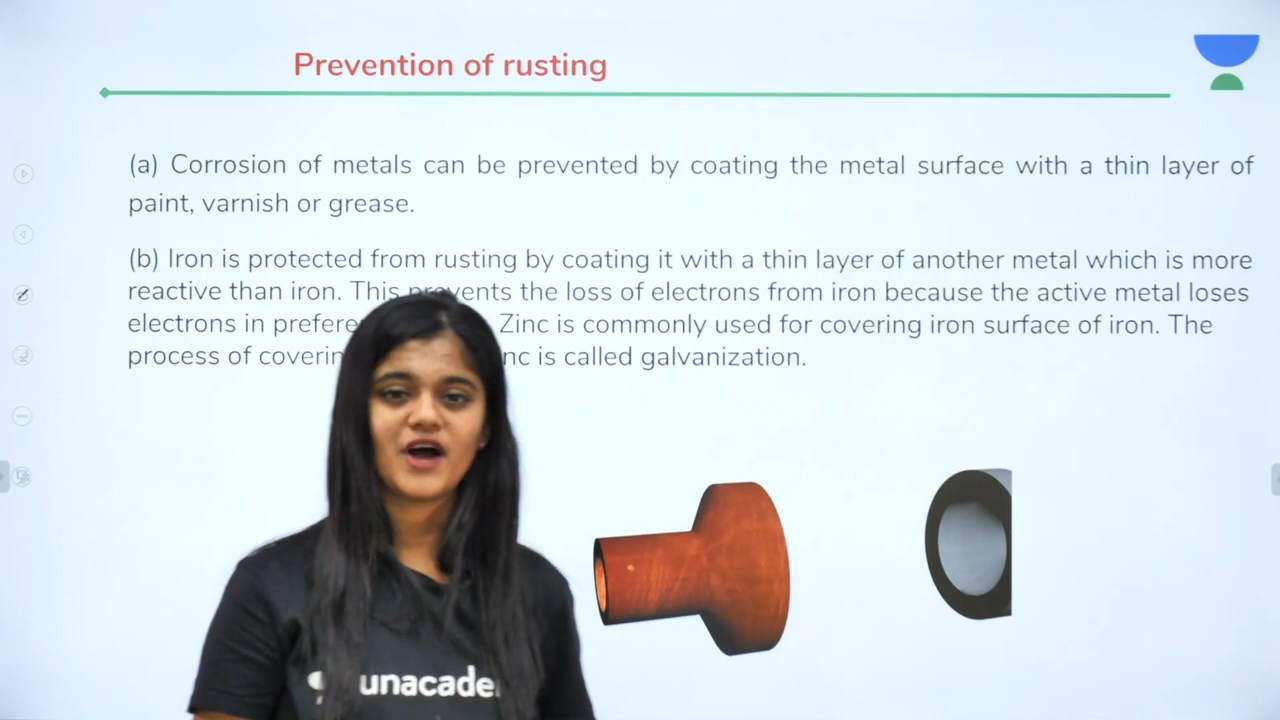 Prevention of rusting
(a) Corrosion of metals can be prevented by coating the metal surface with a thin layer of
paint, varnish or grease.
(b) Iron is protected from rusting by coating it with a thin layer of another metal which is more
reactive than iron. This prevents the loss of electrons from iron because the active metal loses
electrons in Zinc is commonly used for covering iron surface of iron. The
process of is called galvanization.
unacade